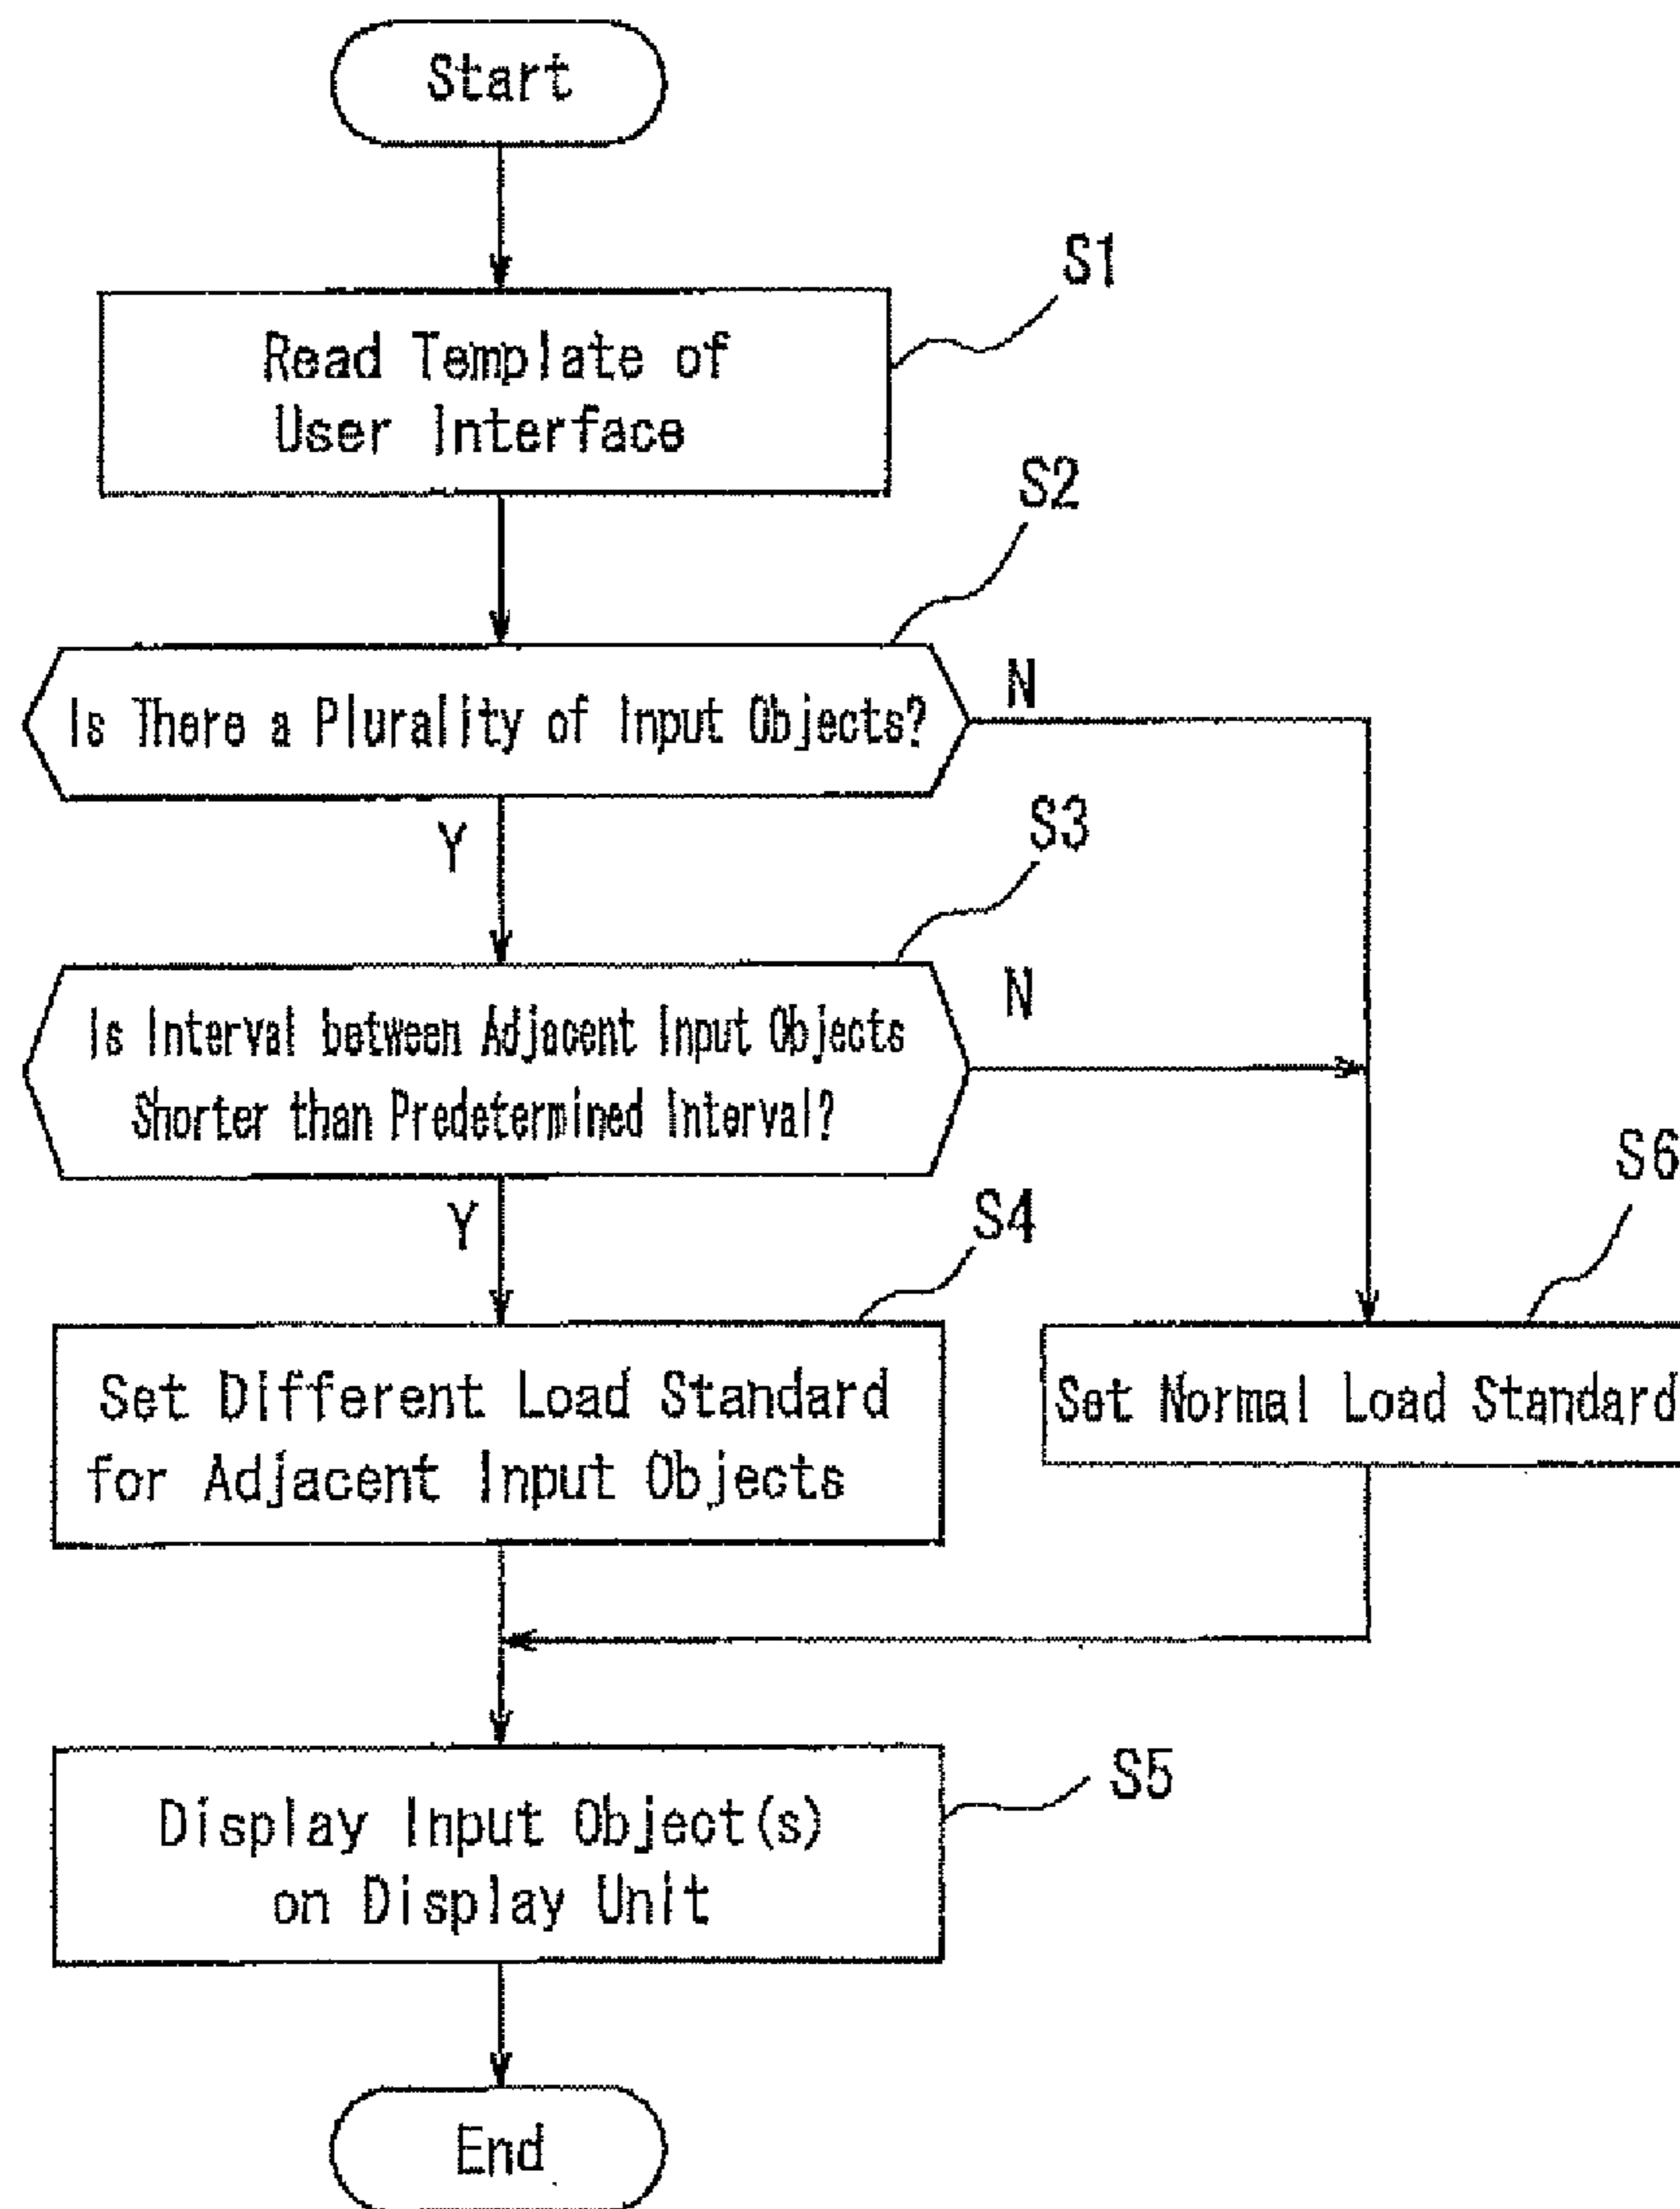 Start
S1
Read Template of
User Interface
S2
Is There a Plurality of Input Objects?
N
Y
S3
Is Interval between Adjacent Input Objects
Shorter than Predetermined Interval?
N
Y
S4
Set Different Load Standard
for Adjacent Input Objects
S6
Set Normal Load Standard
S5
Display Input Object(s)
on Display Unit
End